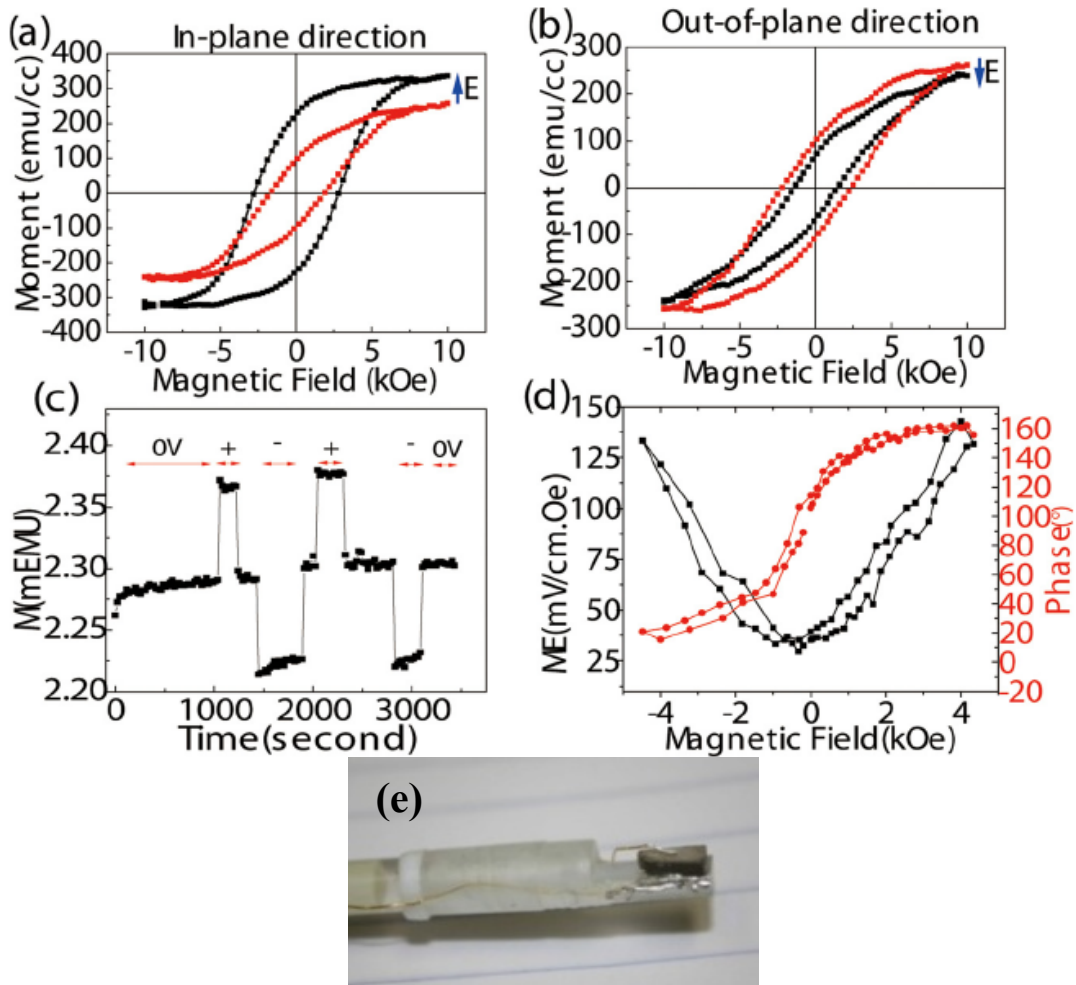 (a)
In-plane direction
400
300
200
100
0
-100
-200
-300
-400
Moment (emu/cc)
E
-10 -5 0 5 10
Magnetic Field (kOe)
(b)
Out-of-plane direction
300
200
100
0
-100
-200
-300
Moment (emu/cc)
E
-10 -5 0 5 10
Magnetic Field (kOe)
(c)
2.40
2.30
2.25
2.20
M(mEMU)
0V + - + - 0V
0 1000 2000 3000
Time(second)
(d)
150
125
100
75
50
25
ME(mV/cm.Oe)
160
140
120
100
80
60
40
20
0
-20
Phase(°)
-4 -2 0 2 4
Magnetic Field(kOe)
(e)